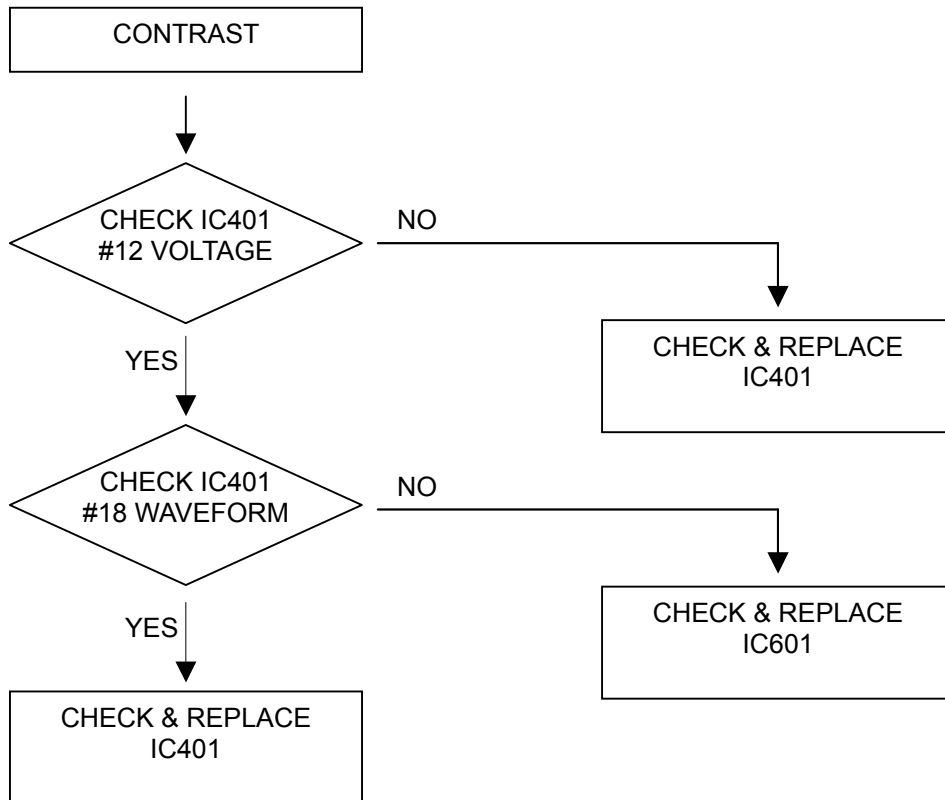 CONTRAST
CHECK IC401
#12 VOLTAGE
NO
CHECK & REPLACE
IC401
YES
CHECK IC401
#18 WAVEFORM
NO
CHECK & REPLACE
IC601
YES
CHECK & REPLACE
IC401